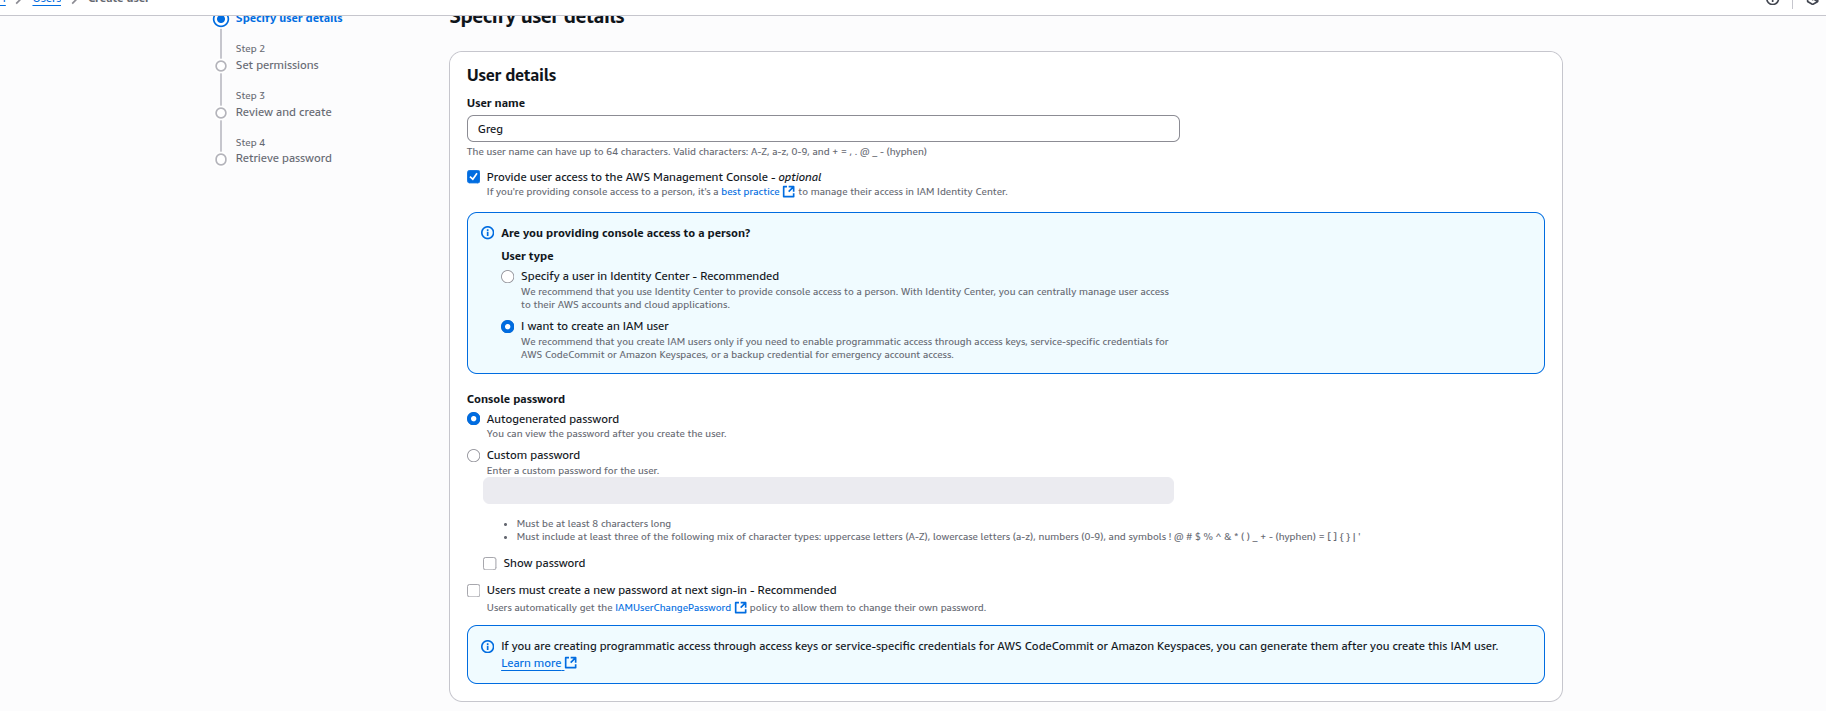 Users
Create user
Specify user details
Specify user details
Step 2
Set permissions
Step 3
Review and create
Step 4
Retrieve password
User details
User name
Greg
The user name can have up to 64 characters. Valid characters: A-Z, a-z, 0-9, and + = , . @ _ - (hyphen)
Provide user access to the AWS Management Console - optional
If you're providing console access to a person, it's a best practice to manage their access in IAM Identity Center.
Are you providing console access to a person?
User type
Specify a user in Identity Center - Recommended
We recommend that you use Identity Center to provide console access to a person. With Identity Center, you can centrally manage user access
to their AWS accounts and cloud applications.
I want to create an IAM user
We recommend that you create IAM users only if you need to enable programmatic access through access keys, service-specific credentials for
AWS CodeCommit or Amazon Keyspaces, or a backup credential for emergency account access.
Console password
Autogenerated password
You can view the password after you create the user.
Custom password
Enter a custom password for the user.
• Must be at least 8 characters long
• Must include at least three of the following mix of character types: uppercase letters (A-Z), lowercase letters (a-z), numbers (0-9), and symbols ! @ # $ % ^ & * ( ) _ + - (hyphen) = [ ] { } | '
Show password
Users must create a new password at next sign-in - Recommended
Users automatically get the IAMUserChangePassword policy to allow them to change their own password.
If you are creating programmatic access through access keys or service-specific credentials for AWS CodeCommit or Amazon Keyspaces, you can generate them after you create this IAM user.
Learn more